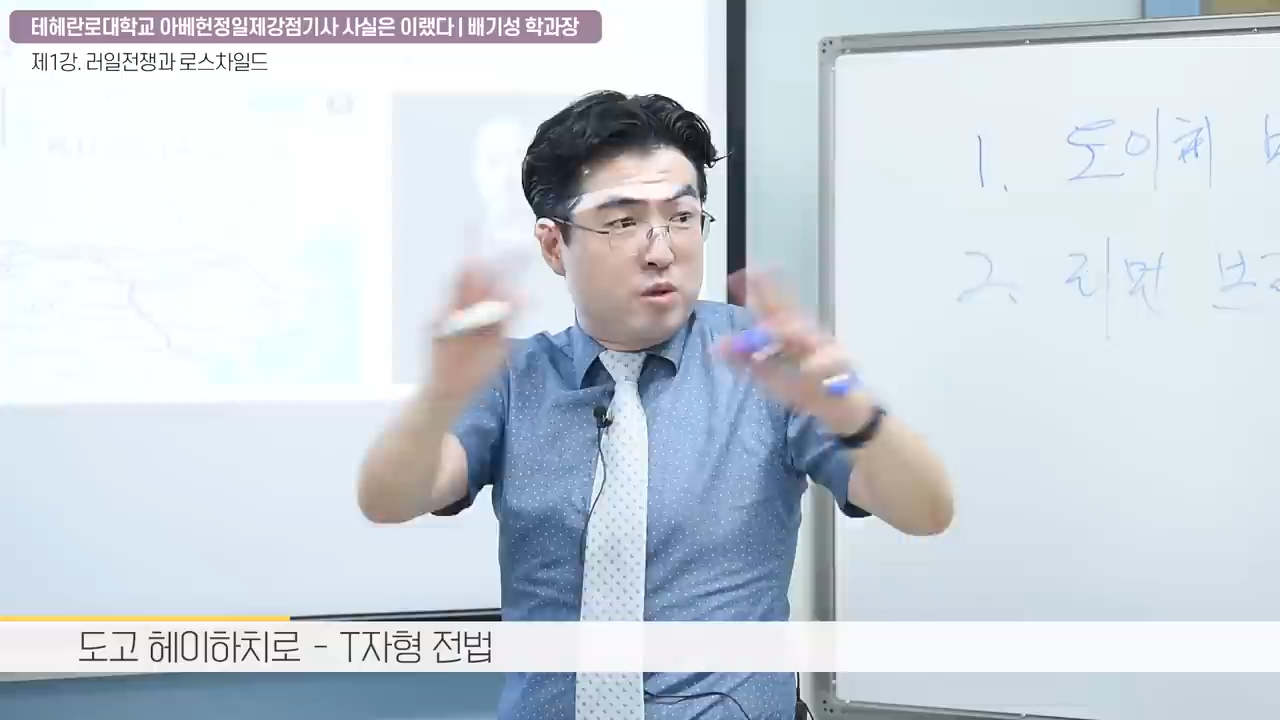 테헤란로대학교 아베헌정일제강점기사 사실은 이랬다 | 배기성 학과장
제1강. 러일전쟁과 로스차일드
1. 도이체
2. 리먼 브
도고 헤이하치로 - T자형 전법